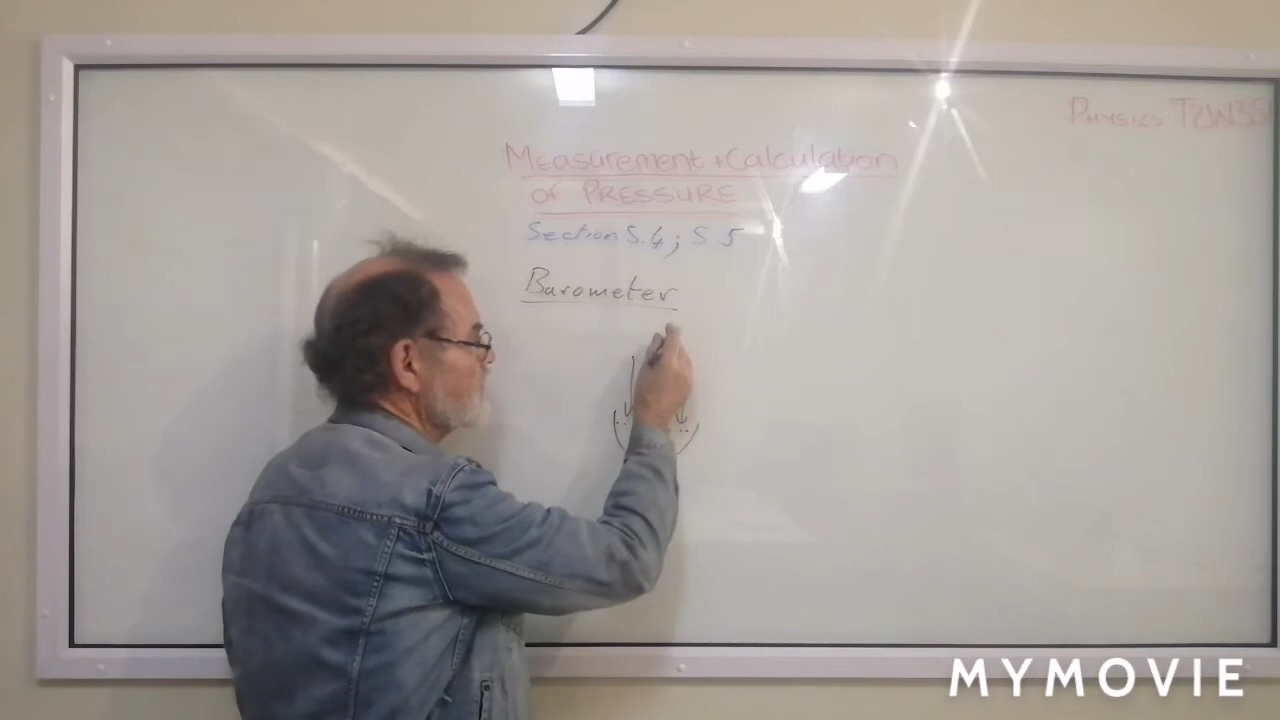 PHYSICS
MEASUREMENT + Calculation
OF PRESSURE
Section 5.4; 5.5
Barometer
MYMOVIE